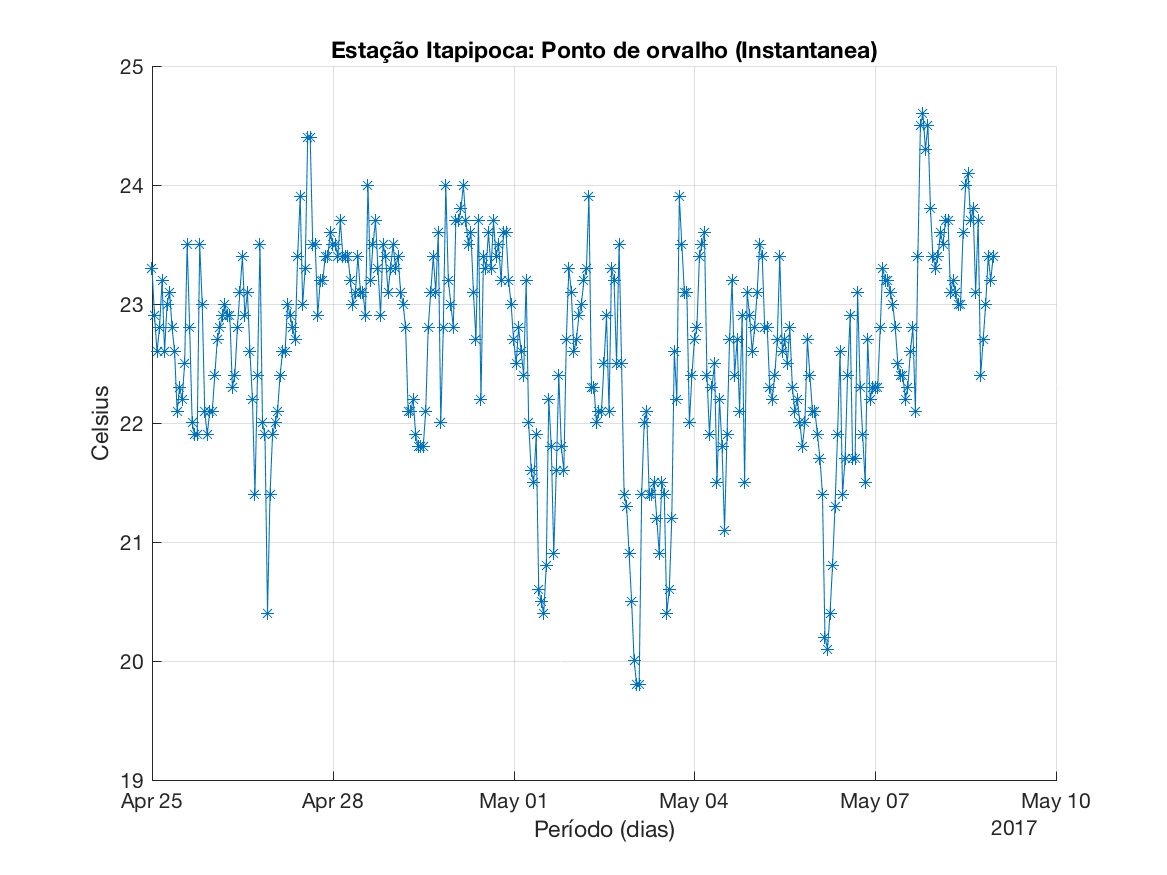 Estação Itapipoca: Ponto de orvalho (Instantanea)
25
24
23
22
21
20
19
Celsius
Apr 25 Apr 28 May 01 May 04 May 07 May 10
Período (dias)
2017